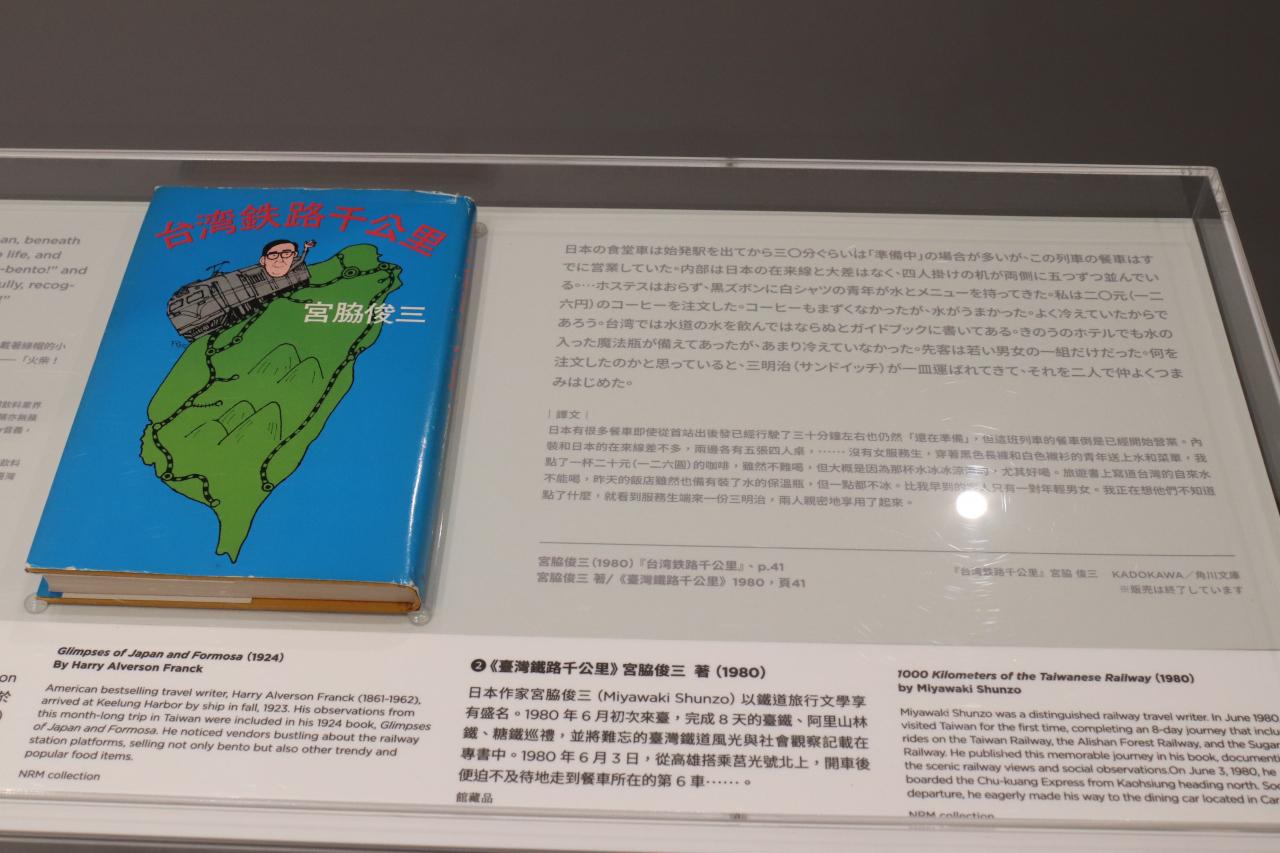 an, beneath
life, and
-bento!" and
fully, recog-
載著綠帽的小
——「火柴！
台湾鉄路千公里
宮脇俊三
日本の食堂車は始発駅を出てから三〇分ぐらいは「準備中」の場合が多いが、この列車の餐車はす
でに営業していた。内部は日本の在来線と大差はなく、四人掛けの机が両側に五つずつ並んでい
る。…ホステスはおらず、黒ズボンに白シャツの青年が水とメニューを持ってきた。私は二〇元（一二
六円）のコーヒーを注文した。コーヒーもまずくなかったが、水がうまかった。よく冷えていたからで
あろう。台湾では水道の水を飲んではならぬとガイドブックに書いてある。きのうのホテルでも水の
入った魔法瓶が備えてあったが、あまり冷えていなかった。先客は若い男女の一組だけだった。何を
注文したのかと思っていると、三明治（サンドイッチ）が一皿運ばれてきて、それを二人で仲よくつま
みはじめた。
｜譯文｜
日本有很多餐車即使從首站出後發已經行駛了三十分鐘左右也仍然「還在準備」，但這班列車的餐車倒是已經開始營業。內
裝和日本的在來線差不多，兩邊各有五張四人桌，……沒有女服務生，穿著黑色長褲和白色襯衫的青年送上水和菜單，我
點了一杯二十元（一二六圓）的咖啡，雖然不難喝，但大概是因為那杯水冰冰涼，尤其好喝。旅遊書上寫道台灣的自來水
不能喝，昨天的飯店雖然也備有裝了水的保溫瓶，但一點都不冰。比我早到的客人只有一對年輕男女。我正在想他們不知道
點了什麼，就看到服務生端來一份三明治，兩人親密地享用了起來。
宮脇俊三（1980）『台湾鉄路千公里』、p.41
宮脇俊三 著/《臺灣鐵路千公里》1980，頁41
『台湾鉄路千公里』宮脇 俊三　KADOKAWA／角川文庫
※販売は終了しています
on
於
Glimpses of Japan and Formosa (1924)
By Harry Alverson Franck
American bestselling travel writer, Harry Alverson Franck (1861-1962),
arrived at Keelung Harbor by ship in fall, 1923. His observations from
this month-long trip in Taiwan were included in his 1924 book, Glimpses
of Japan and Formosa. He noticed vendors bustling about the railway
station platforms, selling not only bento but also other trendy and
popular food items.
NRM collection
❷《臺灣鐵路千公里》宮脇俊三 著（1980）
日本作家宮脇俊三（Miyawaki Shunzo）以鐵道旅行文學享
有盛名。1980 年 6 月初次來臺，完成 8 天的臺鐵、阿里山林
鐵、糖鐵巡禮，並將難忘的臺灣鐵道風光與社會觀察記載在
專書中。1980 年 6 月 3 日，從高雄搭乘莒光號北上，開車後
便迫不及待地走到餐車所在的第 6 車……。
館藏品
1000 Kilometers of the Taiwanese Railway (1980)
by Miyawaki Shunzo
Miyawaki Shunzo was a distinguished railway travel writer. In June 1980
visited Taiwan for the first time, completing an 8-day journey that inclu
rides on the Taiwan Railway, the Alishan Forest Railway, and the Sugar
Railway. He published this memorable journey in his book, documenti
the scenic railway views and social observations.On June 3, 1980, he
boarded the Chu-kuang Express from Kaohsiung heading north. Soo
departure, he eagerly made his way to the dining car located in Car
NRM collection